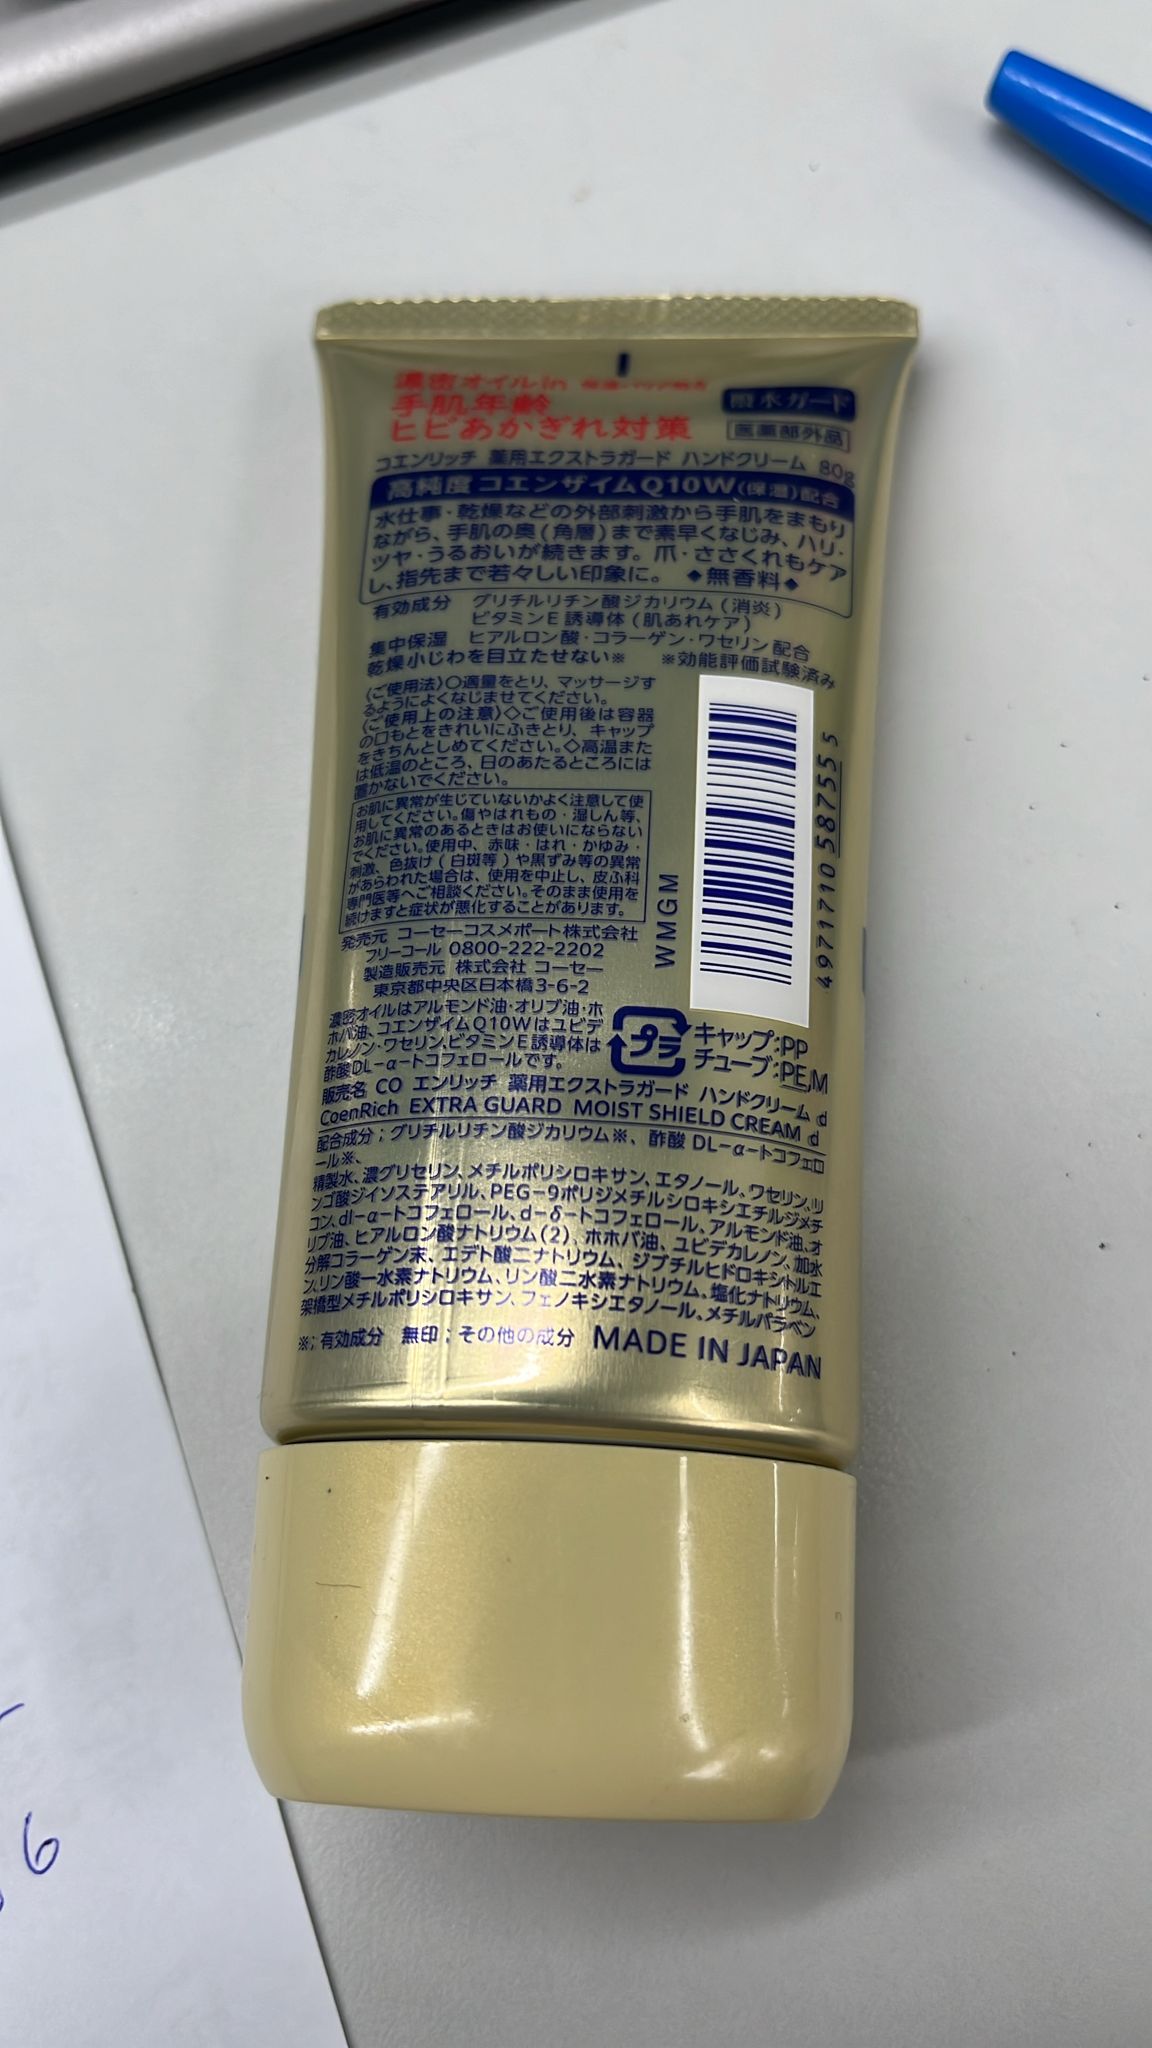 濃密オイルin
手肌年齢
ヒビあかぎれ対策
撥水ガード
医薬部外品
コエンリッチ 薬用エクストラガード ハンドクリーム 80g
高純度コエンザイムQ10W(保湿)配合
水仕事・乾燥などの外部刺激から手肌をまもり
ながら、手肌の奥(角層)まで素早くなじみ、ハリ・
ツヤ・うるおいが続きます。爪・ささくれもケア
し、指先まで若々しい印象に。 ◆無香料◆
有効成分 グリチルリチン酸ジカリウム(消炎)
ビタミンE誘導体(肌あれケア)
集中保湿 ヒアルロン酸・コラーゲン・ワセリン配合
乾燥小じわを目立たせない※ ※効能評価試験済み
〈ご使用法〉○適量をとり、マッサージす
るようによくなじませてください。
〈ご使用上の注意〉◇ご使用後は容器
の口もとをきれいにふきとり、キャップ
をきちんとしめてください。◇高温また
は低温のところ、日のあたるところには
置かないでください。
お肌に異常が生じていないかよく注意して使
用してください。傷やはれもの・湿しん等、
お肌に異常のあるときはお使いにならない
でください。使用中、赤味・はれ・かゆみ・
刺激、色抜け(白斑等)や黒ずみ等の異常
があらわれた場合は、使用を中止し、皮ふ科
専門医等へご相談ください。そのまま使用を
続けますと症状が悪化することがあります。
発売元 コーセーコスメポート株式会社
フリーコール 0800-222-2202
製造販売元 株式会社 コーセー
東京都中央区日本橋3-6-2
WMGM
4971710 587555
濃密オイルはアルモンド油・オリブ油・ホ
ホバ油、コエンザイムQ10Wはユビデ
カレノン・ワセリン、ビタミンE誘導体は
酢酸DL-α-トコフェロールです。
プラ
キャップ:PP
チューブ:PE,M
販売名 CO エンリッチ 薬用エクストラガード ハンドクリーム d
CoenRich EXTRA GUARD MOIST SHIELD CREAM d
配合成分;グリチルリチン酸ジカリウム※、酢酸 DL-α-トコフェロ
ール※、
精製水、濃グリセリン、メチルポリシロキサン、エタノール、ワセリン、リ
ンゴ酸ジイソステアリル、PEG-9ポリジメチルシロキシエチルジメチ
コン、dl-α-トコフェロール、d-δ-トコフェロール、アルモンド油、オ
リブ油、ヒアルロン酸ナトリウム(2)、ホホバ油、ユビデカレノン、加水
分解コラーゲン末、エデト酸二ナトリウム、ジブチルヒドロキシトルエ
ン、リン酸一水素ナトリウム、リン酸二水素ナトリウム、塩化ナトリウム、
架橋型メチルポリシロキサン、フェノキシエタノール、メチルパラベン
※;有効成分 無印;その他の成分 MADE IN JAPAN
6